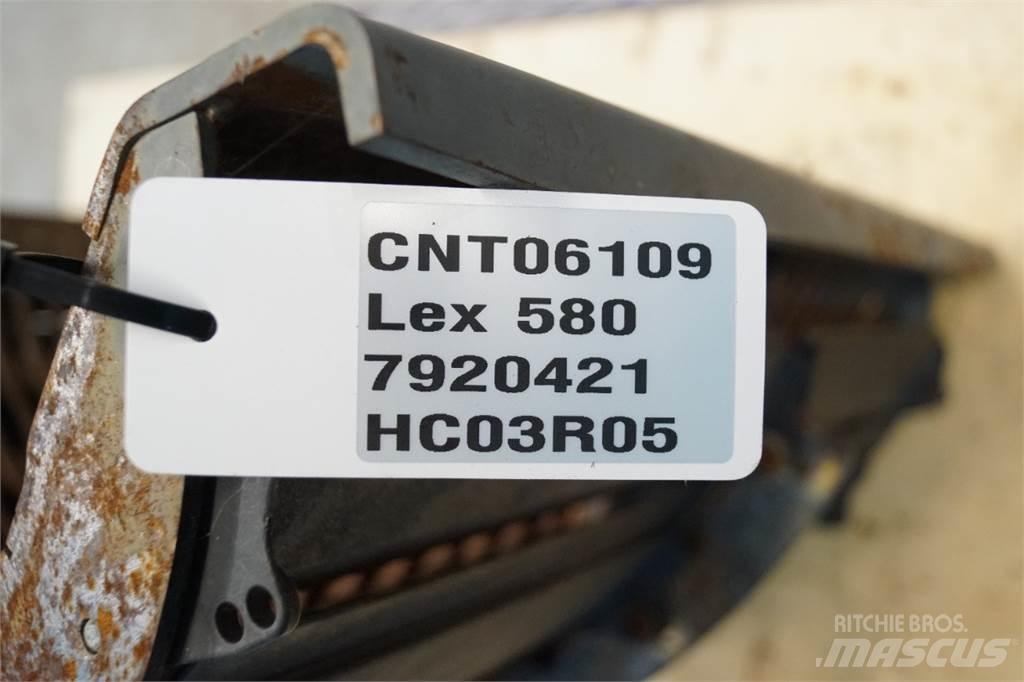 CNT06109
Lex 580
7920421
HC03R05
RITCHIE BROS.
MASCUS